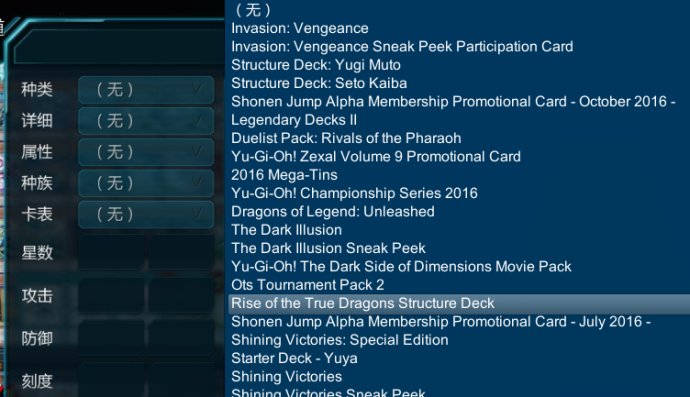 种类 （无）
详细 （无）
属性 （无）
种族 （无）
卡表 （无）
星数
攻击
防御
刻度
（无）
Invasion: Vengeance
Invasion: Vengeance Sneak Peek Participation Card
Structure Deck: Yugi Muto
Structure Deck: Seto Kaiba
Shonen Jump Alpha Membership Promotional Card - October 2016 -
Legendary Decks II
Duelist Pack: Rivals of the Pharaoh
Yu-Gi-Oh! Zexal Volume 9 Promotional Card
2016 Mega-Tins
Yu-Gi-Oh! Championship Series 2016
Dragons of Legend: Unleashed
The Dark Illusion
The Dark Illusion Sneak Peek
Yu-Gi-Oh! The Dark Side of Dimensions Movie Pack
Ots Tournament Pack 2
Rise of the True Dragons Structure Deck
Shonen Jump Alpha Membership Promotional Card - July 2016 -
Shining Victories: Special Edition
Starter Deck - Yuya
Shining Victories
Shining Victories Sneak Peek